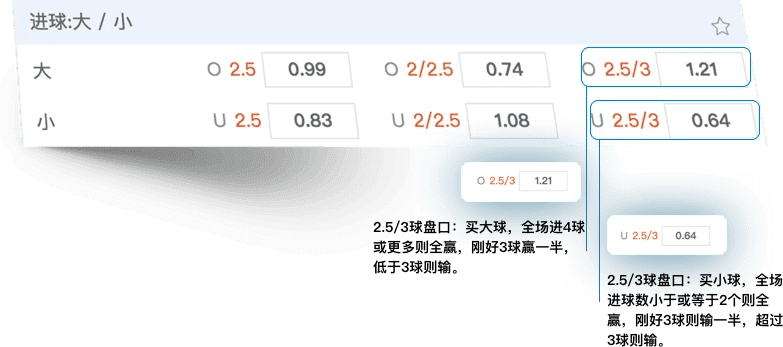 进球:大 / 小
大 O 2.5 0.99 O 2/2.5 0.74 O 2.5/3 1.21
小 U 2.5 0.83 U 2/2.5 1.08 U 2.5/3 0.64
O 2.5/3 1.21
2.5/3球盘口：买大球，全场进4球
或更多则全赢，刚好3球赢一半，
低于3球则输。
U 2.5/3 0.64
2.5/3球盘口：买小球，全场
进球数小于或等于2个则全
赢，刚好3球则输一半，超过
3球则输。